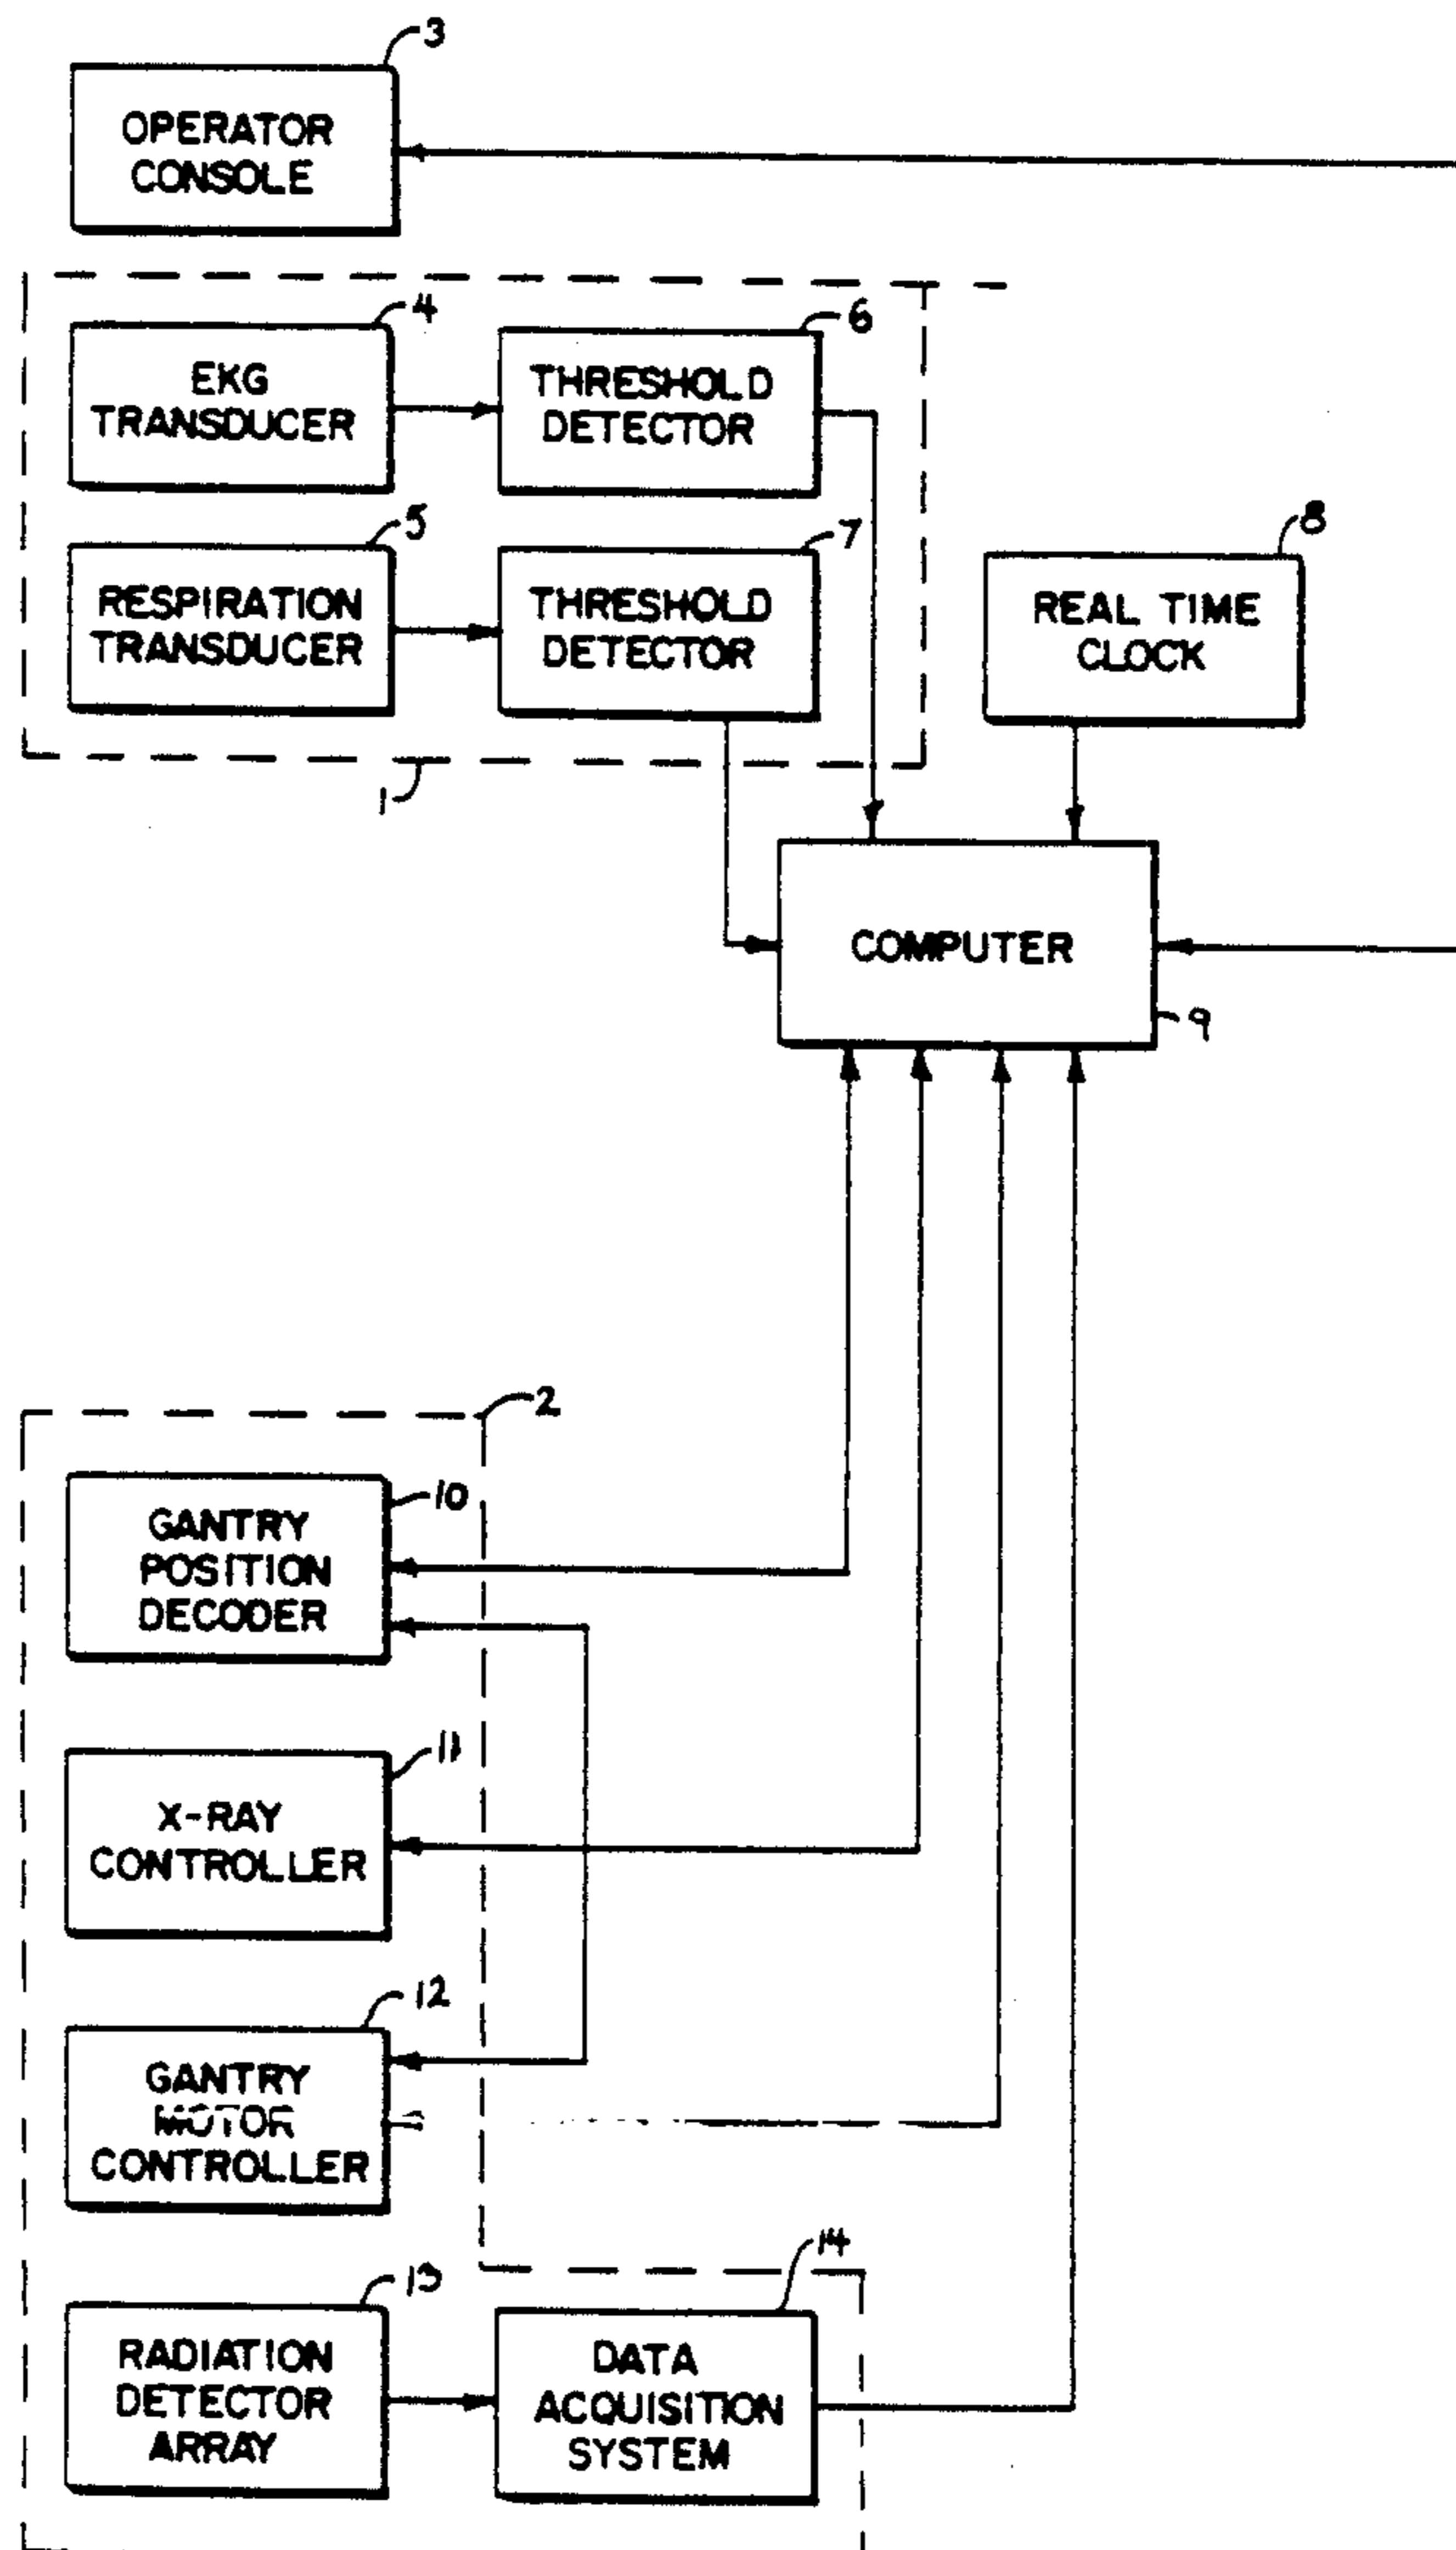 3
OPERATOR
CONSOLE
4
EKG
TRANSDUCER
6
THRESHOLD
DETECTOR
5
RESPIRATION
TRANSDUCER
7
THRESHOLD
DETECTOR
8
REAL TIME
CLOCK
1
COMPUTER
9
2
10
GANTRY
POSITION
DECODER
11
X-RAY
CONTROLLER
12
GANTRY
MOTOR
CONTROLLER
13
RADIATION
DETECTOR
ARRAY
14
DATA
ACQUISITION
SYSTEM